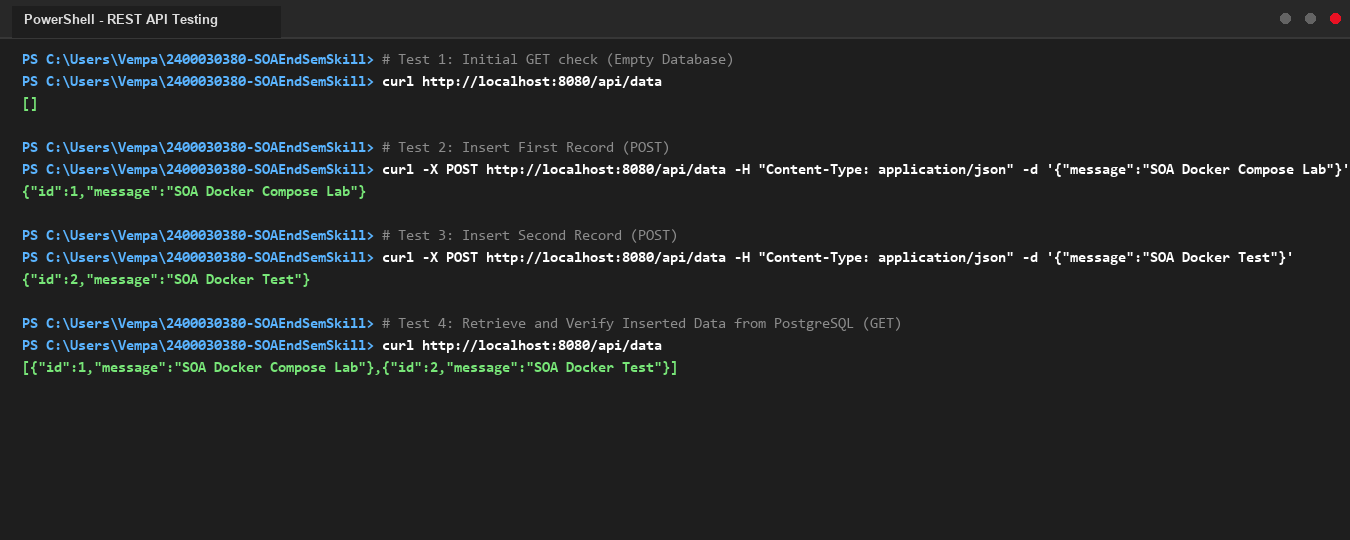 PowerShell - REST API Testing
PS C:\Users\Vempa\2400030380-SOAEndSemSkill> # Test 1: Initial GET check (Empty Database)
PS C:\Users\Vempa\2400030380-SOAEndSemSkill> curl http://localhost:8080/api/data
[]
PS C:\Users\Vempa\2400030380-SOAEndSemSkill> # Test 2: Insert First Record (POST)
PS C:\Users\Vempa\2400030380-SOAEndSemSkill> curl -X POST http://localhost:8080/api/data -H "Content-Type: application/json" -d '{"message":"SOA Docker Compose Lab"}'
{"id":1,"message":"SOA Docker Compose Lab"}
PS C:\Users\Vempa\2400030380-SOAEndSemSkill> # Test 3: Insert Second Record (POST)
PS C:\Users\Vempa\2400030380-SOAEndSemSkill> curl -X POST http://localhost:8080/api/data -H "Content-Type: application/json" -d '{"message":"SOA Docker Test"}'
{"id":2,"message":"SOA Docker Test"}
PS C:\Users\Vempa\2400030380-SOAEndSemSkill> # Test 4: Retrieve and Verify Inserted Data from PostgreSQL (GET)
PS C:\Users\Vempa\2400030380-SOAEndSemSkill> curl http://localhost:8080/api/data
[{"id":1,"message":"SOA Docker Compose Lab"},{"id":2,"message":"SOA Docker Test"}]